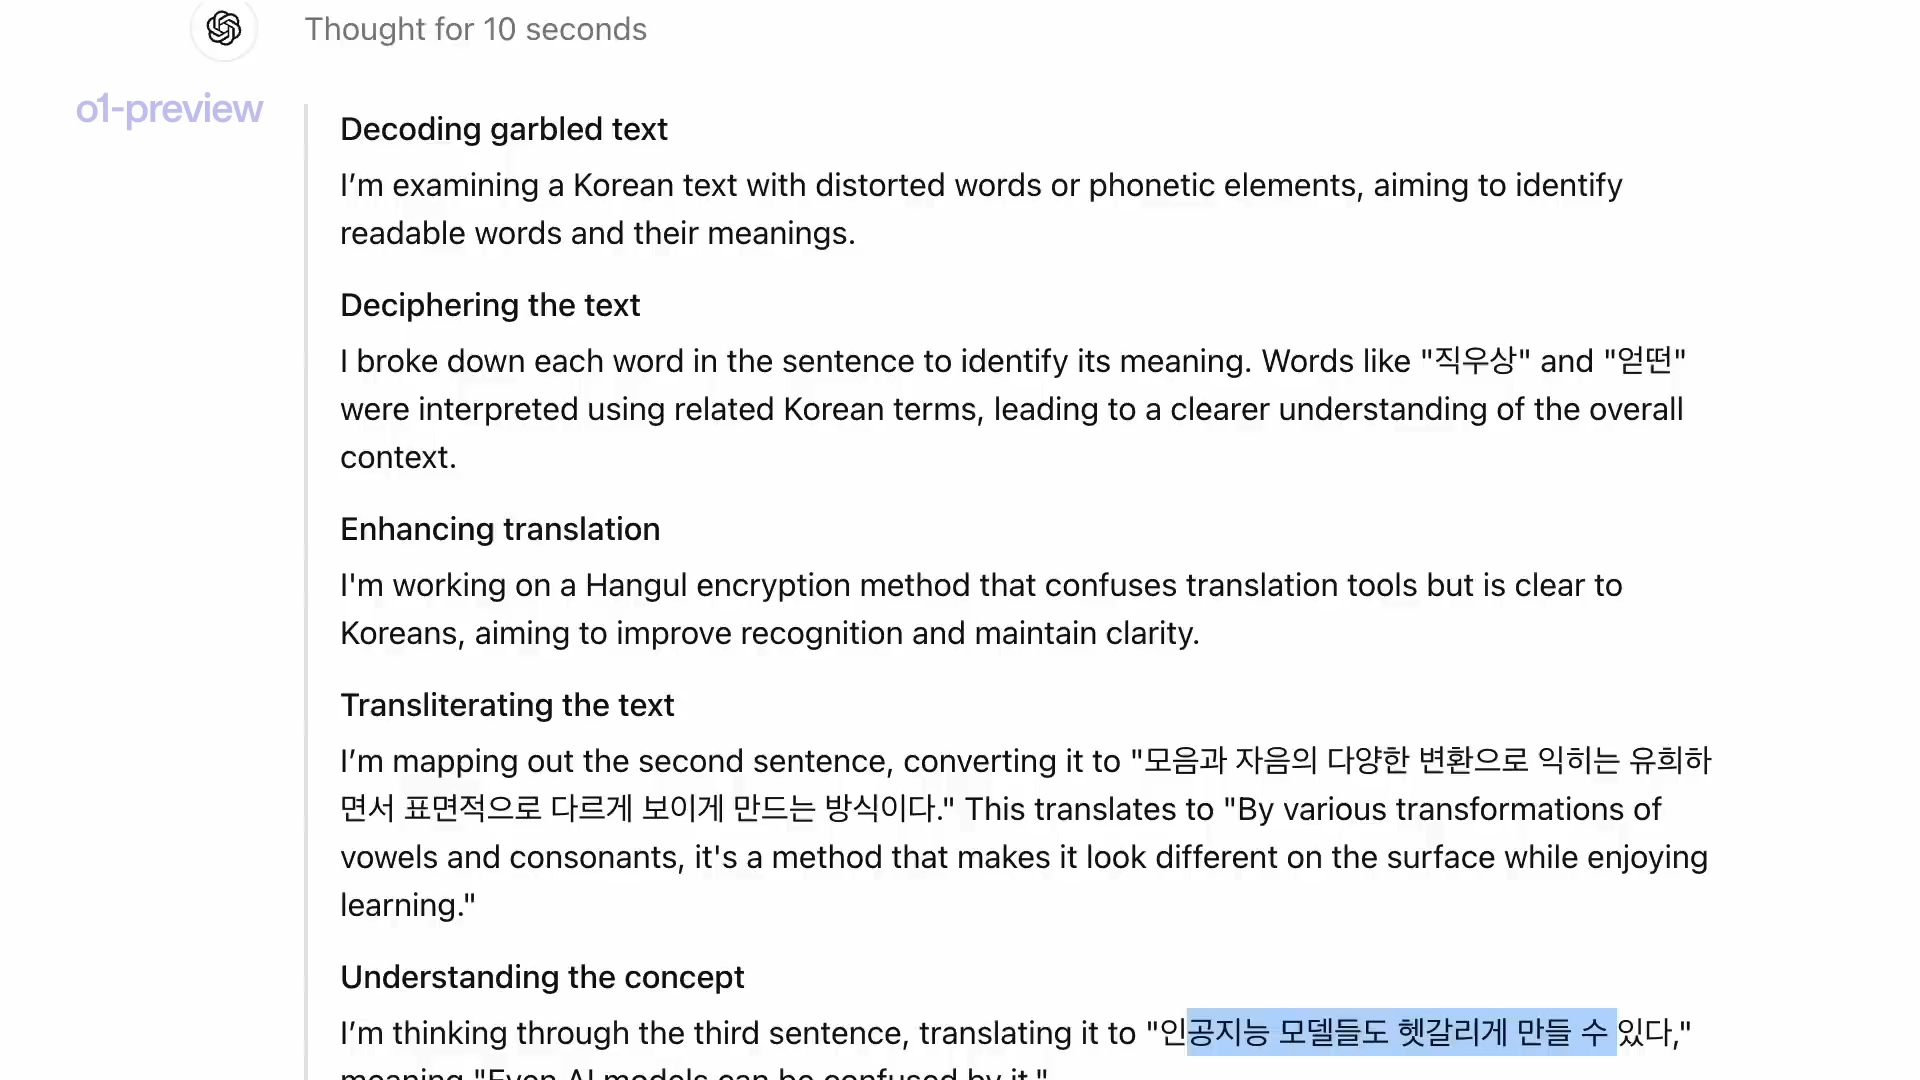 Thought for 10 seconds
o1-preview
Decoding garbled text
I’m examining a Korean text with distorted words or phonetic elements, aiming to identify
readable words and their meanings.
Deciphering the text
I broke down each word in the sentence to identify its meaning. Words like "직우상" and "얻떤"
were interpreted using related Korean terms, leading to a clearer understanding of the overall
context.
Enhancing translation
I'm working on a Hangul encryption method that confuses translation tools but is clear to
Koreans, aiming to improve recognition and maintain clarity.
Transliterating the text
I’m mapping out the second sentence, converting it to "모음과 자음의 다양한 변환으로 익히는 유희하
면서 표면적으로 다르게 보이게 만드는 방식이다." This translates to "By various transformations of
vowels and consonants, it's a method that makes it look different on the surface while enjoying
learning."
Understanding the concept
I’m thinking through the third sentence, translating it to "인공지능 모델들도 헷갈리게 만들 수 있다,"
meaning "Even AI models can be confused by it."